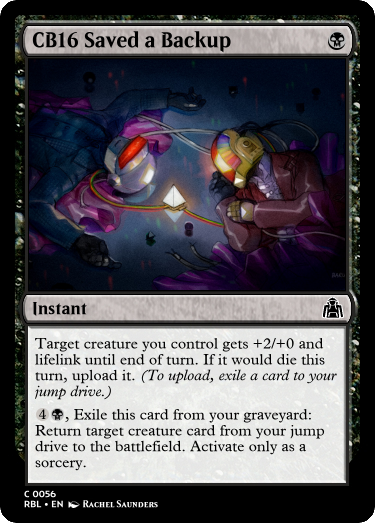 CB16 Saved a Backup
Instant
Target creature you control gets +2/+0 and
lifelink until end of turn. If it would die this
turn, upload it. (To upload, exile a card to your
jump drive.)
4, Exile this card from your graveyard:
Return target creature card from your jump
drive to the battlefield. Activate only as a
sorcery.
C 0056
RBL • EN Rachel Saunders